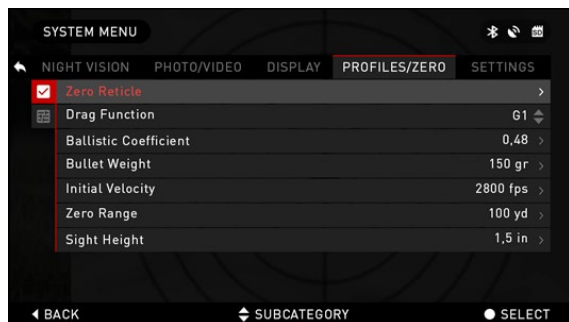 SYSTEM MENU
NIGHT VISION PHOTO/VIDEO DISPLAY PROFILES/ZERO SETTINGS
Zero Reticle
Drag Function G1
Ballistic Coefficient 0,48
Bullet Weight 150 gr
Initial Velocity 2800 fps
Zero Range 100 yd
Sight Height 1,5 in
BACK SUBCATEGORY SELECT